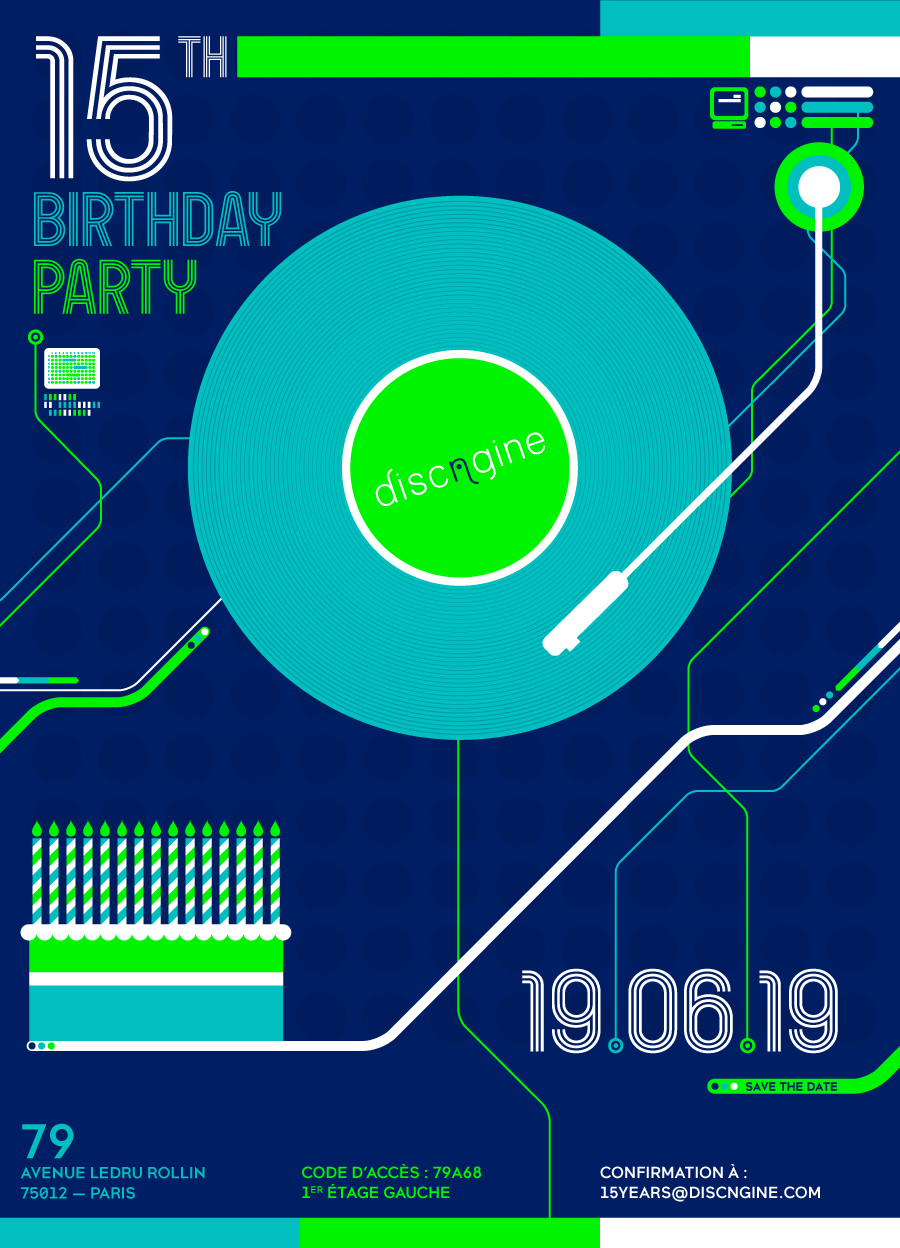 15TH
BIRTHDAY
PARTY
discngine
19 06 19
SAVE THE DATE
79
AVENUE LEDRU ROLLIN
75012 — PARIS
CODE D'ACCÈS : 79A68
1ER ÉTAGE GAUCHE
CONFIRMATION À :
15YEARS@DISCNGINE.COM